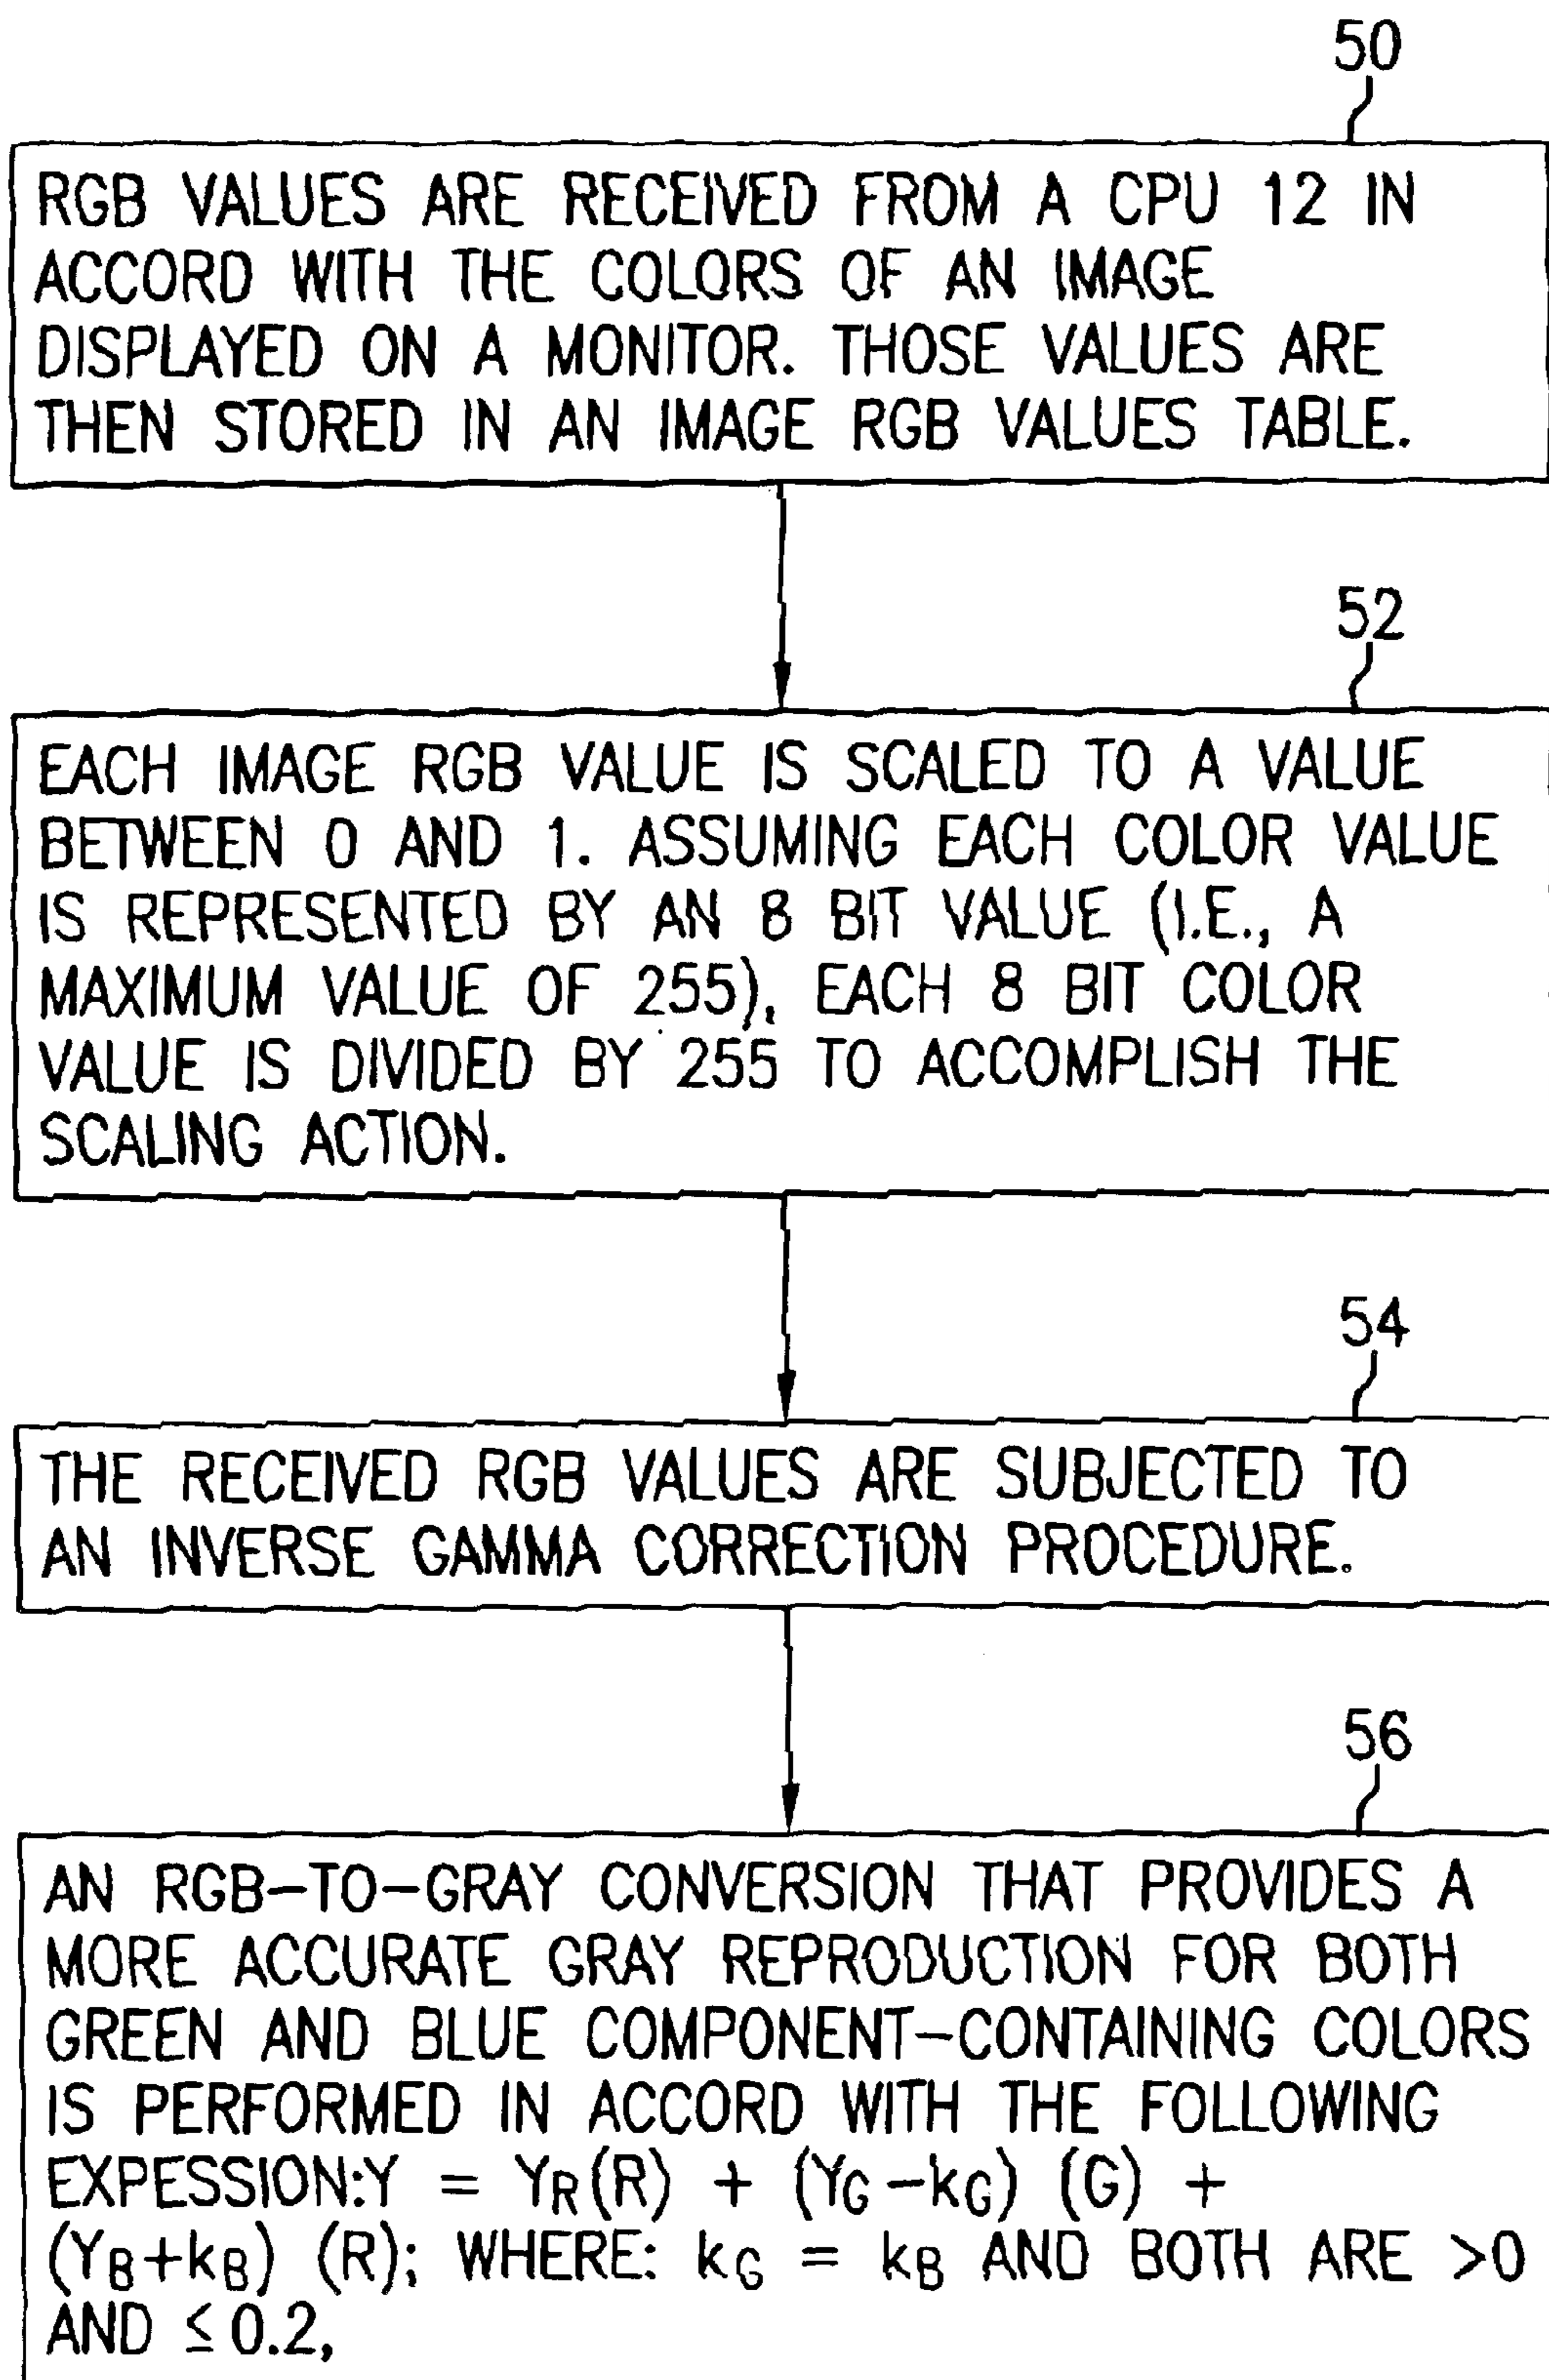 50
RGB VALUES ARE RECEIVED FROM A CPU 12 IN
ACCORD WITH THE COLORS OF AN IMAGE
DISPLAYED ON A MONITOR. THOSE VALUES ARE
THEN STORED IN AN IMAGE RGB VALUES TABLE.
52
EACH IMAGE RGB VALUE IS SCALED TO A VALUE
BETWEEN 0 AND 1. ASSUMING EACH COLOR VALUE
IS REPRESENTED BY AN 8 BIT VALUE (I.E., A
MAXIMUM VALUE OF 255), EACH 8 BIT COLOR
VALUE IS DIVIDED BY 255 TO ACCOMPLISH THE
SCALING ACTION.
54
THE RECEIVED RGB VALUES ARE SUBJECTED TO
AN INVERSE GAMMA CORRECTION PROCEDURE.
56
AN RGB-TO-GRAY CONVERSION THAT PROVIDES A
MORE ACCURATE GRAY REPRODUCTION FOR BOTH
GREEN AND BLUE COMPONENT-CONTAINING COLORS
IS PERFORMED IN ACCORD WITH THE FOLLOWING
EXPESSION:Y = YR(R) + (YG-kG) (G) +
(YB+kB) (R); WHERE: kG = kB AND BOTH ARE >0
AND ≤0.2,